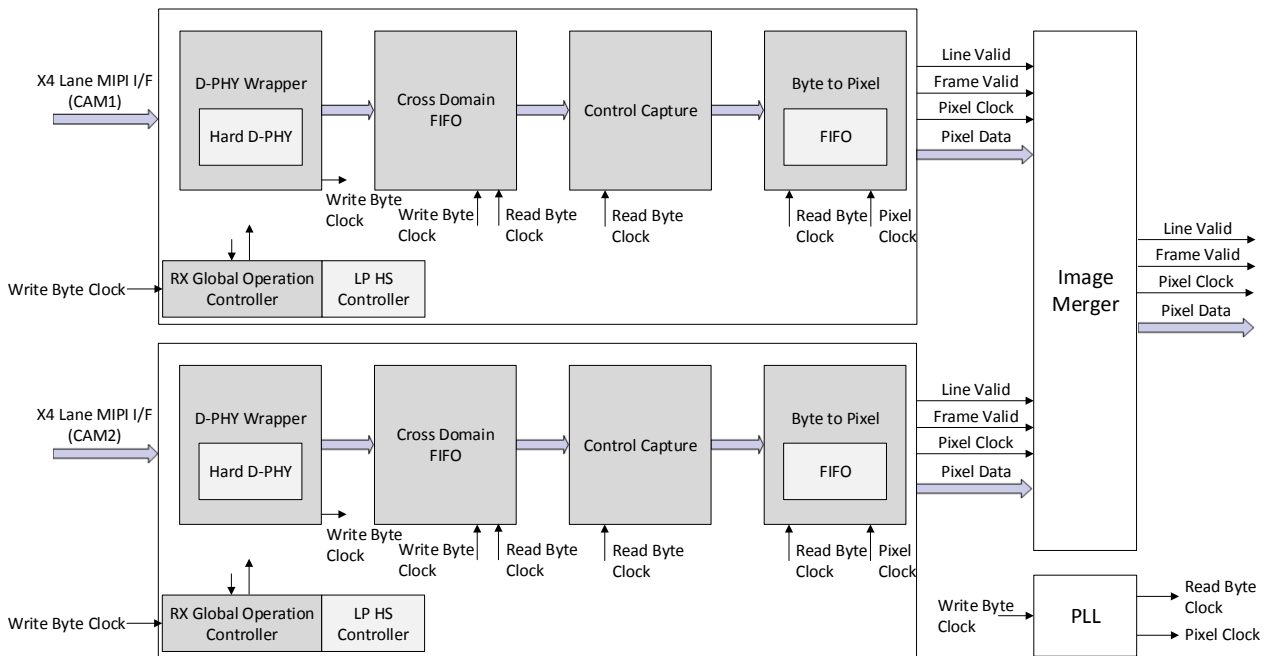 X4 Lane MIPI I/F
(CAM1)
D-PHY Wrapper
Hard D-PHY
Write Byte
Clock
Cross Domain
FIFO
Write Byte
Clock
Read Byte
Clock
Control Capture
Read Byte
Clock
Byte to Pixel
FIFO
Read Byte
Clock
Pixel
Clock
Write Byte Clock
RX Global Operation
Controller
LP HS
Controller
Line Valid
Frame Valid
Pixel Clock
Pixel Data
X4 Lane MIPI I/F
(CAM2)
D-PHY Wrapper
Hard D-PHY
Write Byte
Clock
Cross Domain
FIFO
Write Byte
Clock
Read Byte
Clock
Control Capture
Read Byte
Clock
Byte to Pixel
FIFO
Read Byte
Clock
Pixel
Clock
Write Byte Clock
RX Global Operation
Controller
LP HS
Controller
Line Valid
Frame Valid
Pixel Clock
Pixel Data
Image
Merger
Line Valid
Frame Valid
Pixel Clock
Pixel Data
Write Byte
Clock
PLL
Read Byte
Clock
Pixel Clock